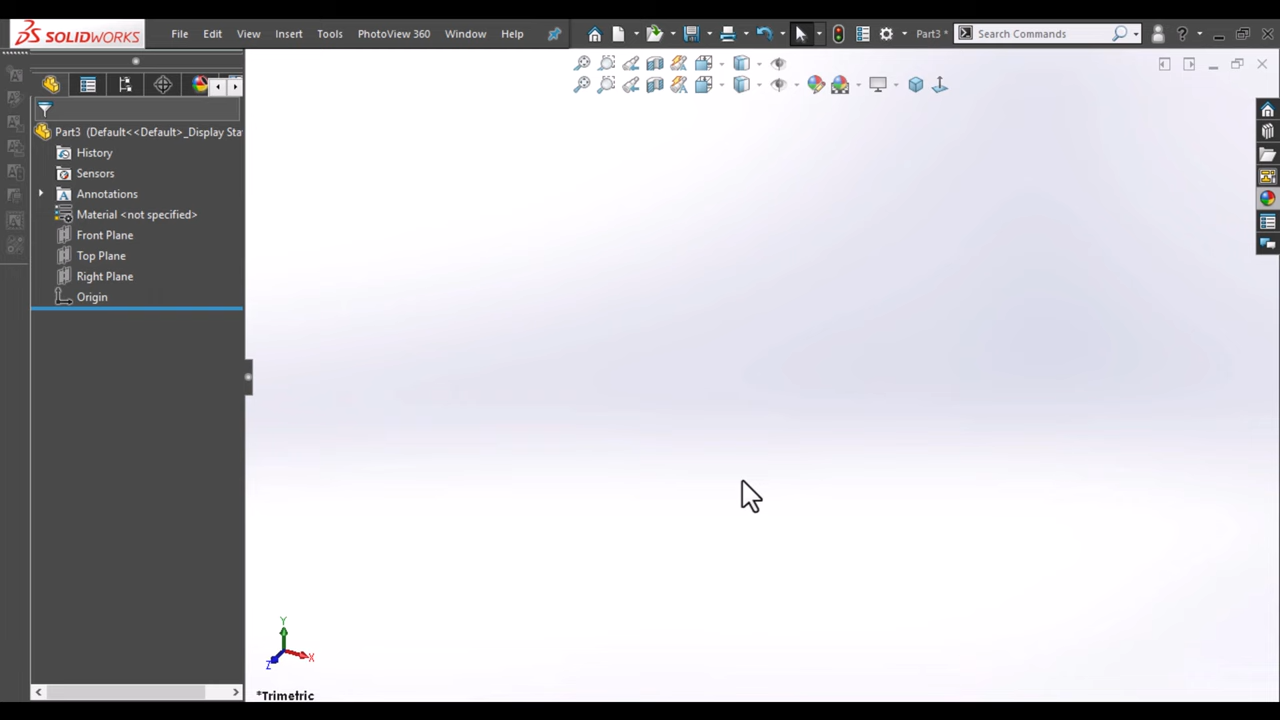 SOLIDWORKS File Edit View Insert Tools PhotoView 360 Window Help Part3 * Search Commands
Part3 (Default<<Default>_Display Sta
History
Sensors
A Annotations
Material <not specified>
Front Plane
Top Plane
Right Plane
Origin
Y
Z X
*Trimetric